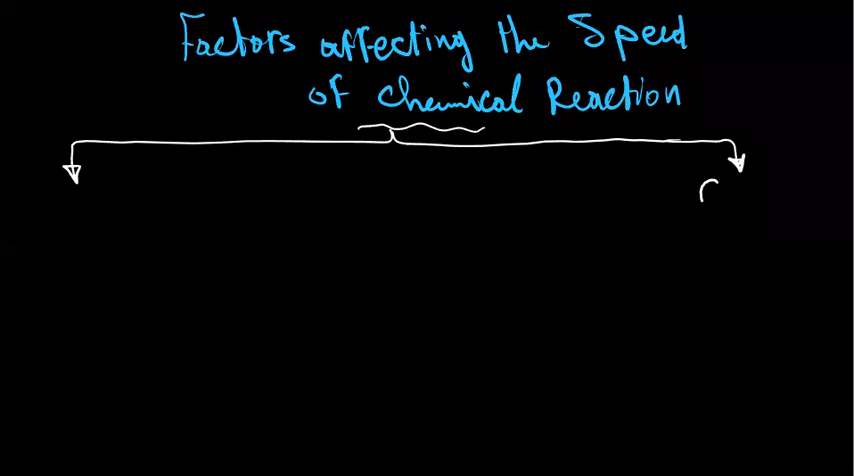 Factors affecting the Speed
of Chemical Reaction